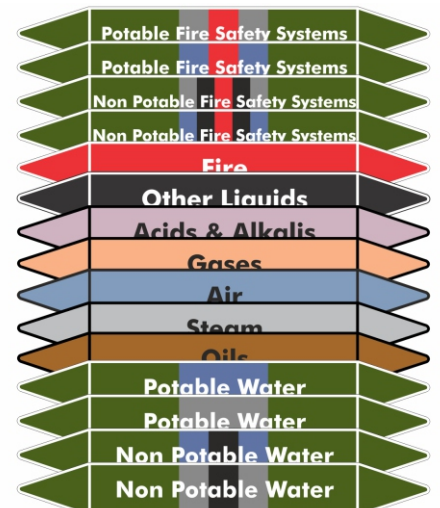 Potable Fire Safety Systems
Potable Fire Safety Systems
Non Potable Fire Safety Systems
Non Potable Fire Safety Systems
Fire
Other Liquids
Acids & Alkalis
Gases
Air
Steam
Oils
Potable Water
Potable Water
Non Potable Water
Non Potable Water